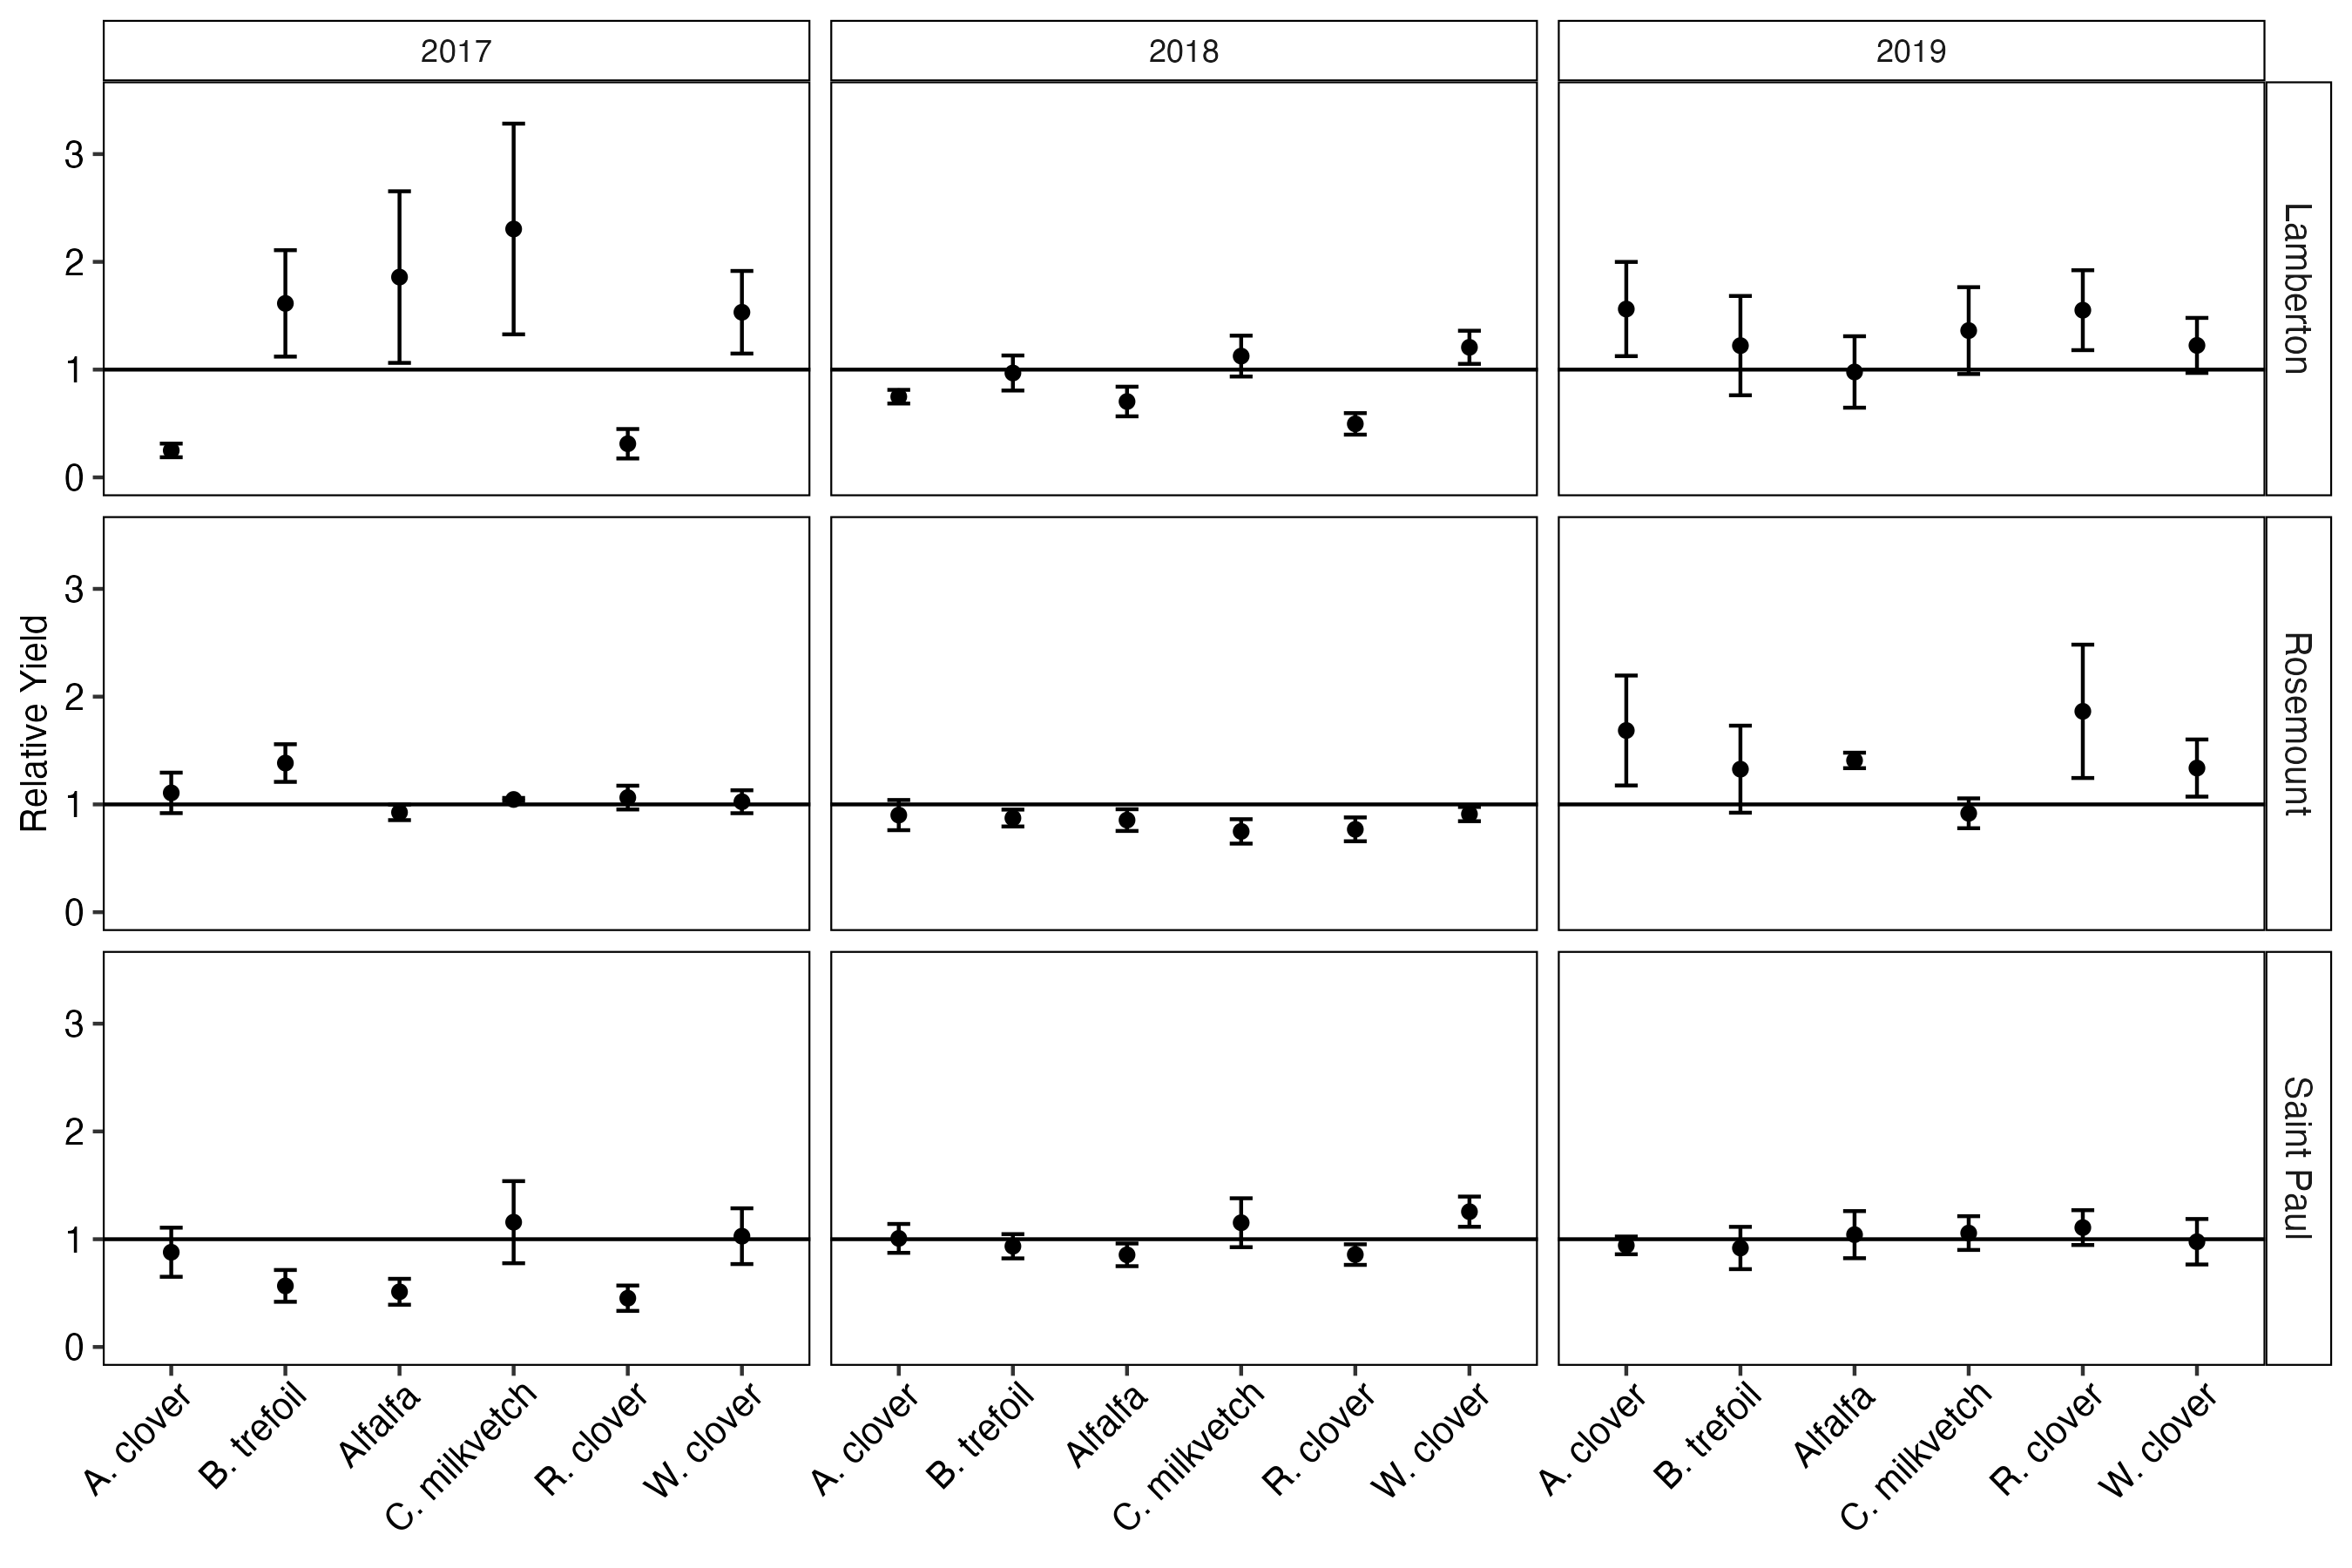 2017
2018
2019
3
2
1
0
Lamberton
Relative Yield
3
2
1
0
Rosemount
3
2
1
0
Saint Paul
A. clover
B. trefoil
Alfalfa
C. milkvetch
R. clover
W. clover
A. clover
B. trefoil
Alfalfa
C. milkvetch
R. clover
W. clover
A. clover
B. trefoil
Alfalfa
C. milkvetch
R. clover
W. clover